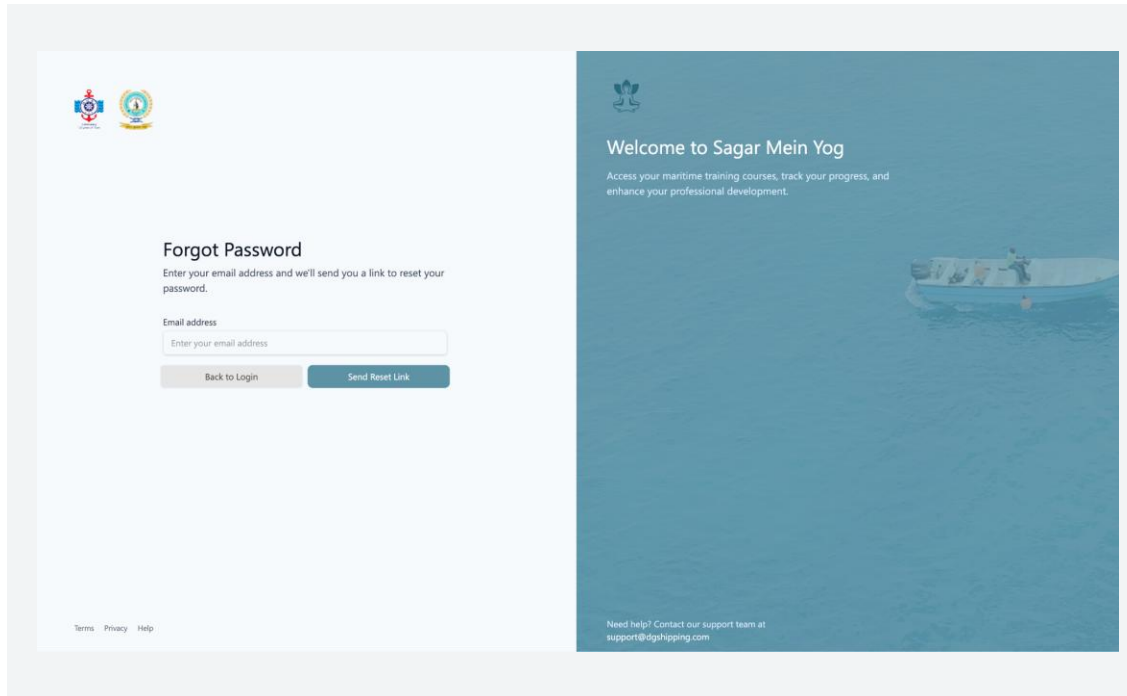 Forgot Password
Enter your email address and we'll send you a link to reset your
password.
Email address
Enter your email address
Back to Login
Send Reset Link
Terms Privacy Help
Welcome to Sagar Mein Yog
Access your maritime training courses, track your progress, and
enhance your professional development.
Need help? Contact our support team at
support@dgshipping.com